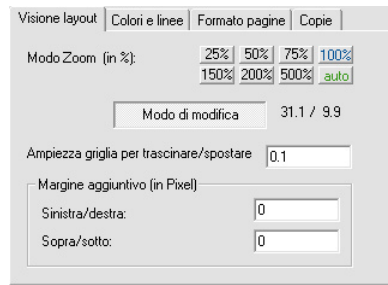 Visione layout Colori e linee Formato pagine Copie
Modo Zoom (in %): 25% 50% 75% 100%
150% 200% 500% auto
Modo di modifica 31.1 / 9.9
Ampiezza griglia per trascinare/spostare 0.1
Margine aggiuntivo (in Pixel)
Sinistra/destra: 0
Sopra/sotto: 0